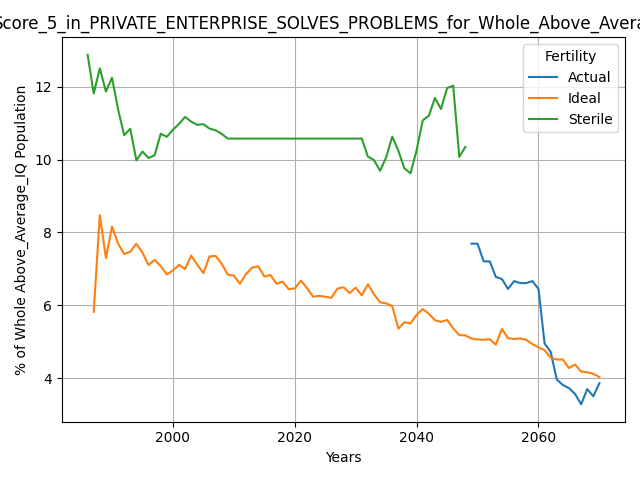 Score_5_in_PRIVATE_ENTERPRISE_SOLVES_PROBLEMS_for_Whole_Above_Avera
Fertility
Actual
Ideal
Sterile
% of Whole Above_Average_IQ Population
12
10
8
6
4
2000
2020
2040
2060
Years